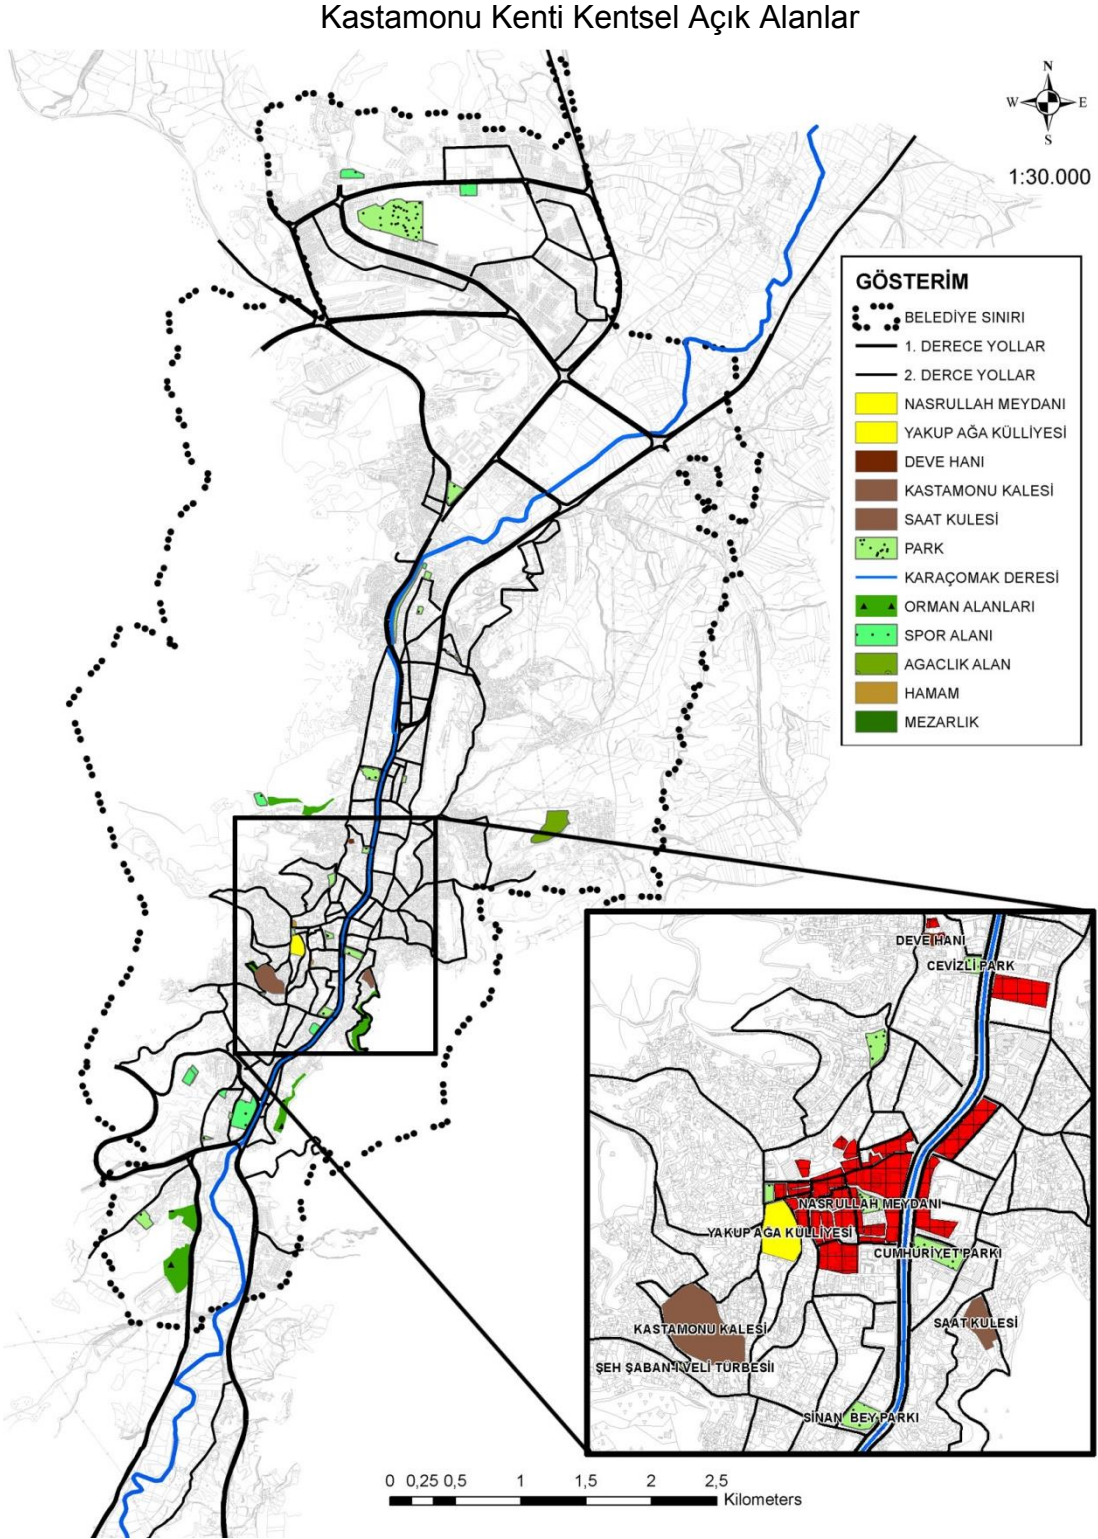 Kastamonu Kenti Kentsel Açık Alanlar
N
W E
S
1:30.000
GÖSTERİM
BELEDİYE SINIRI
1. DERECE YOLLAR
2. DERCE YOLLAR
NASRULLAH MEYDANI
YAKUP AĞA KÜLLİYESİ
DEVE HANI
KASTAMONU KALESİ
SAAT KULESİ
PARK
KARAÇOMAK DERESİ
ORMAN ALANLARI
SPOR ALANI
AGACLIK ALAN
HAMAM
MEZARLIK
DEVE HANI
CEVİZLİ PARK
NASRULLAH MEYDANI
YAKUP AGA KÜLLİYESİ
CUMHURİYET PARKI
SAAT KULESİ
KASTAMONU KALESİ
ŞEH ŞABAN-I VELİ TÜRBESİI
SİNAN BEY PARKI
0 0,25 0,5 1 1,5 2 2,5
Kilometers